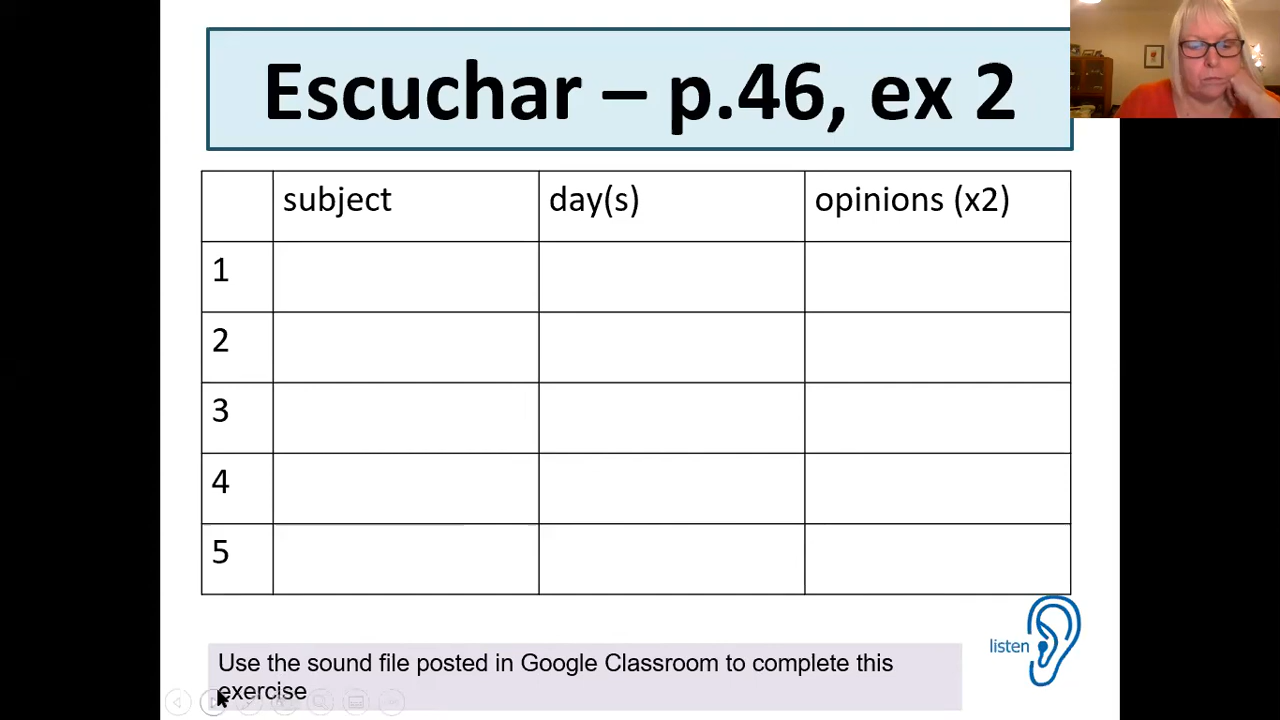 Escuchar – p.46, ex 2
subject day(s) opinions (x2)
1
2
3
4
5
listen
Use the sound file posted in Google Classroom to complete this
exercise